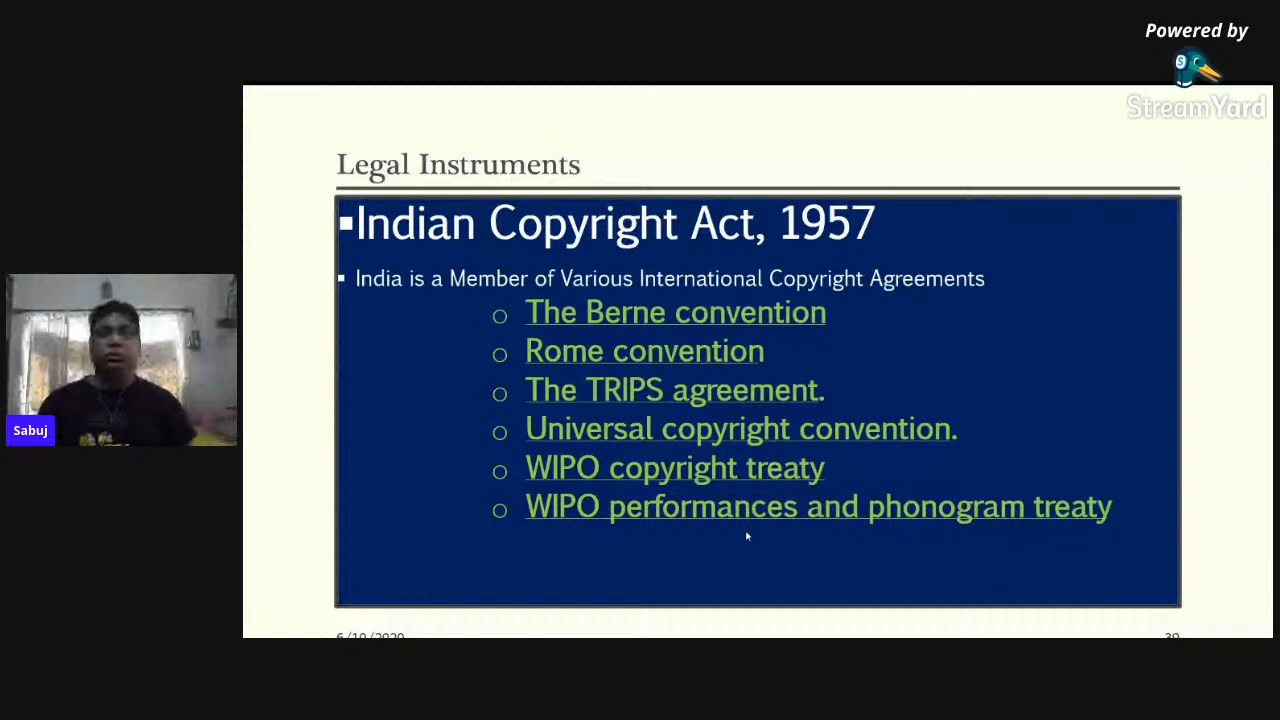 Powered by
StreamYard
Legal Instruments
▪Indian Copyright Act, 1957
▪ India is a Member of Various International Copyright Agreements
o The Berne convention
o Rome convention
o The TRIPS agreement.
o Universal copyright convention.
o WIPO copyright treaty
o WIPO performances and phonogram treaty
Sabuj
6/10/2020
39